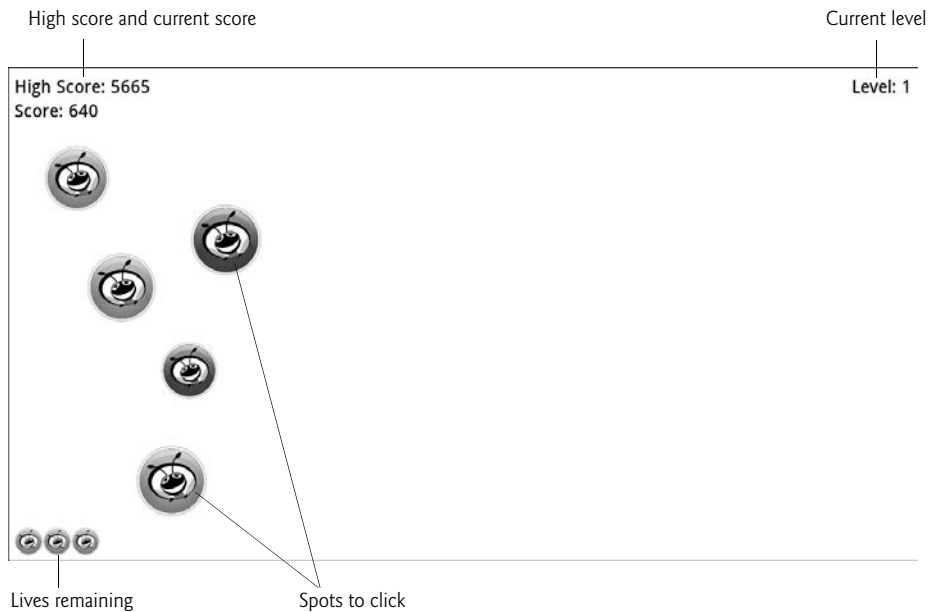 High score and current score
Current level
High Score: 5665
Level: 1
Score: 640
Lives remaining
Spots to click